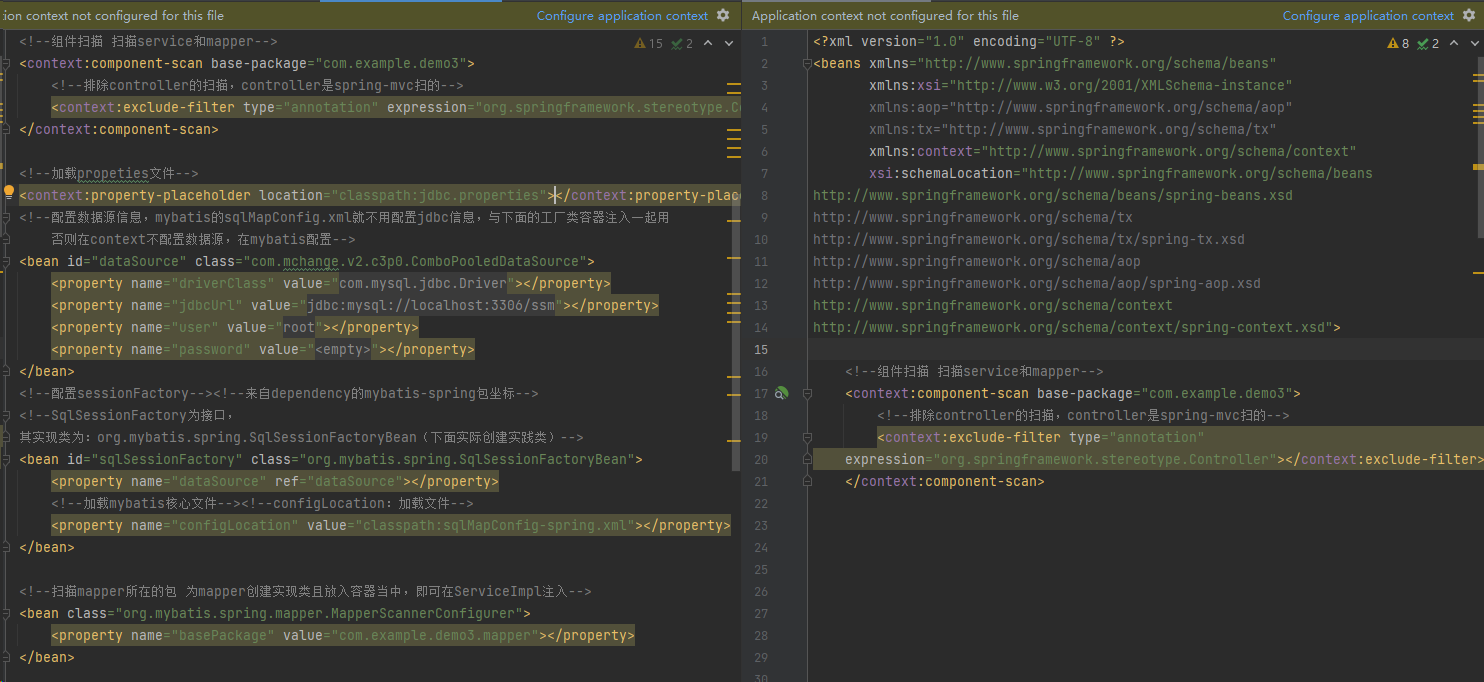 tion context not configured for this file
Configure application context
15 2
<!--组件扫描 扫描service和mapper-->
<context:component-scan base-package="com.example.demo3">
<!--排除controller的扫描，controller是spring-mvc扫的-->
<context:exclude-filter type="annotation" expression="org.springframework.stereotype.Co
</context:component-scan>
<!--加载propeties文件-->
<context:property-placeholder location="classpath:jdbc.properties"></context:property-plac
<!--配置数据源信息，mybatis的sqlMapConfig.xml就不用配置jdbc信息，与下面的工厂类容器注入一起用
否则在context不配置数据源，在mybatis配置-->
<bean id="dataSource" class="com.mchange.v2.c3p0.ComboPooledDataSource">
<property name="driverClass" value="com.mysql.jdbc.Driver"></property>
<property name="jdbcUrl" value="jdbc:mysql://localhost:3306/ssm"></property>
<property name="user" value="root"></property>
<property name="password" value="<empty>"></property>
</bean>
<!--配置sessionFactory--><!--来自dependency的mybatis-spring包坐标-->
<!--SqlSessionFactory为接口，
其实现类为：org.mybatis.spring.SqlSessionFactoryBean（下面实际创建实践类）-->
<bean id="sqlSessionFactory" class="org.mybatis.spring.SqlSessionFactoryBean">
<property name="dataSource" ref="dataSource"></property>
<!--加载mybatis核心文件--><!--configLocation：加载文件-->
<property name="configLocation" value="classpath:sqlMapConfig-spring.xml"></property>
</bean>
<!--扫描mapper所在的包 为mapper创建实现类且放入容器当中，即可在ServiceImpl注入-->
<bean class="org.mybatis.spring.mapper.MapperScannerConfigurer">
<property name="basePackage" value="com.example.demo3.mapper"></property>
</bean>
Application context not configured for this file
Configure application context
8 2
1 <?xml version="1.0" encoding="UTF-8" ?>
2 <beans xmlns="http://www.springframework.org/schema/beans"
3 xmlns:xsi="http://www.w3.org/2001/XMLSchema-instance"
4 xmlns:aop="http://www.springframework.org/schema/aop"
5 xmlns:tx="http://www.springframework.org/schema/tx"
6 xmlns:context="http://www.springframework.org/schema/context"
7 xsi:schemaLocation="http://www.springframework.org/schema/beans
8 http://www.springframework.org/schema/beans/spring-beans.xsd
9 http://www.springframework.org/schema/tx
10 http://www.springframework.org/schema/tx/spring-tx.xsd
11 http://www.springframework.org/schema/aop
12 http://www.springframework.org/schema/aop/spring-aop.xsd
13 http://www.springframework.org/schema/context
14 http://www.springframework.org/schema/context/spring-context.xsd">
15
16 <!--组件扫描 扫描service和mapper-->
17 <context:component-scan base-package="com.example.demo3">
18 <!--排除controller的扫描，controller是spring-mvc扫的-->
19 <context:exclude-filter type="annotation"
20 expression="org.springframework.stereotype.Controller"></context:exclude-filter>
21 </context:component-scan>
22
23
24
25
26
27
28
29
30